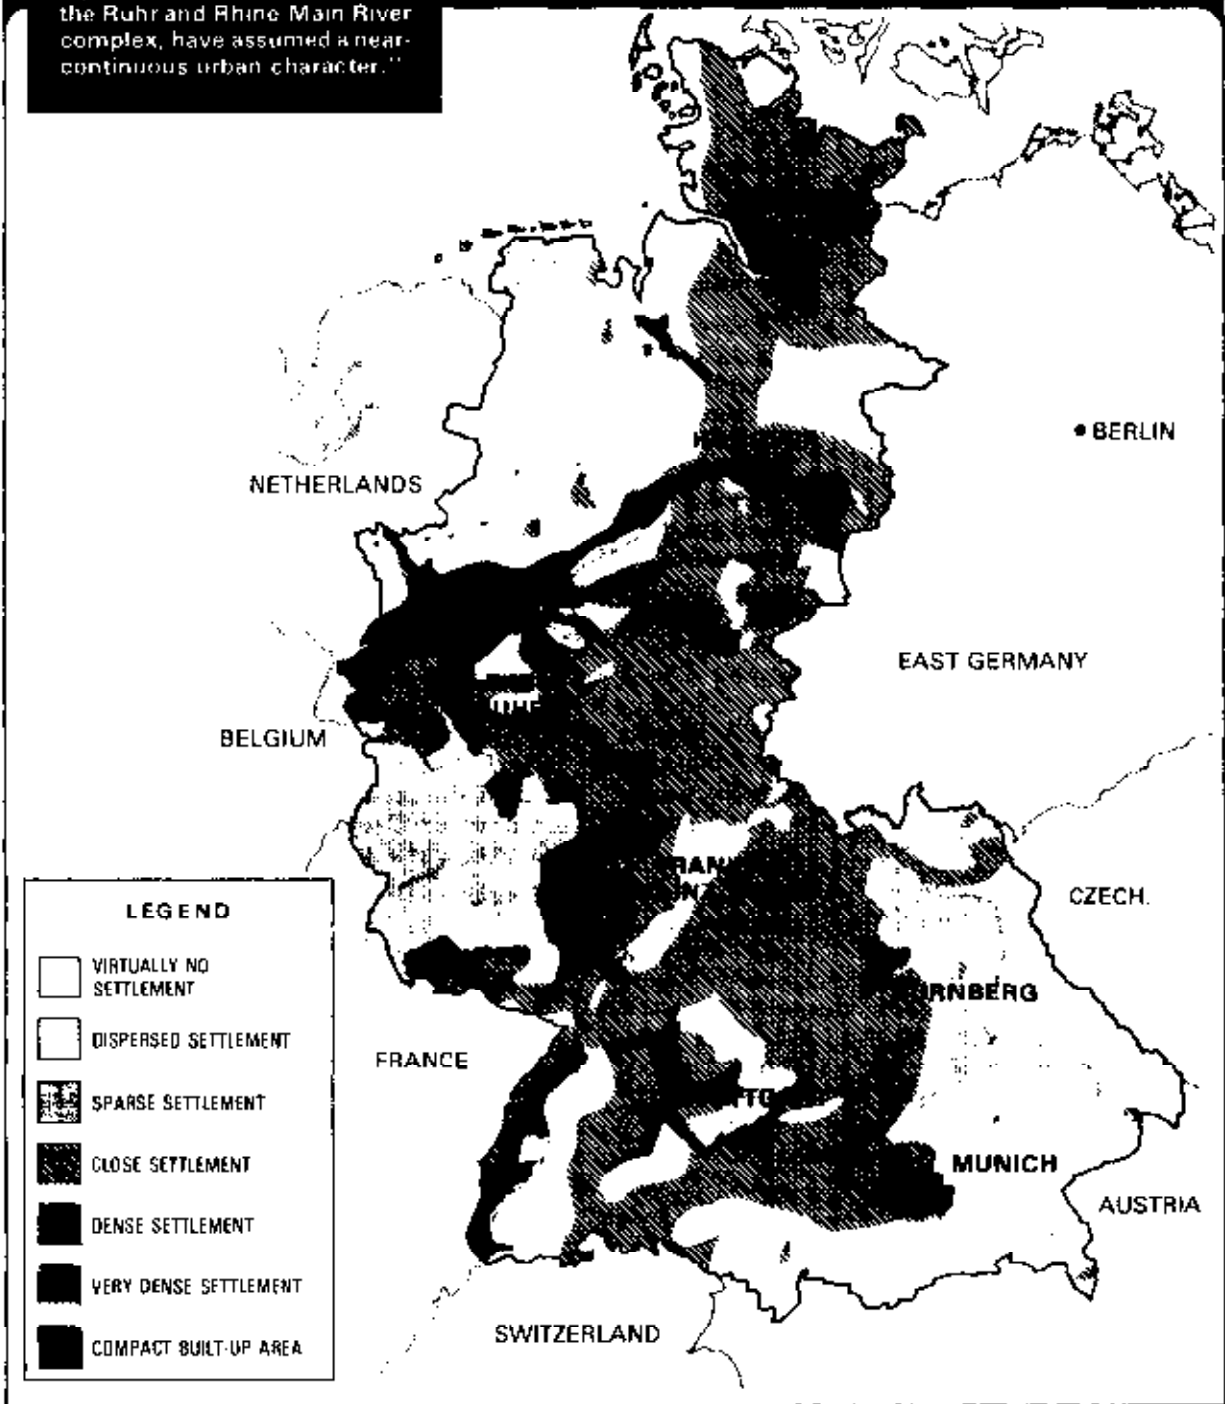 the Ruhr and Rhine Main River
complex, have assumed a near-
continuous urban character."
BERLIN
NETHERLANDS
EAST GERMANY
BELGIUM
CZECH.
RNBERG
FRANCE
MUNICH
AUSTRIA
SWITZERLAND
LEGEND
VIRTUALLY NO
SETTLEMENT
DISPERSED SETTLEMENT
SPARSE SETTLEMENT
CLOSE SETTLEMENT
DENSE SETTLEMENT
VERY DENSE SETTLEMENT
COMPACT BUILT-UP AREA